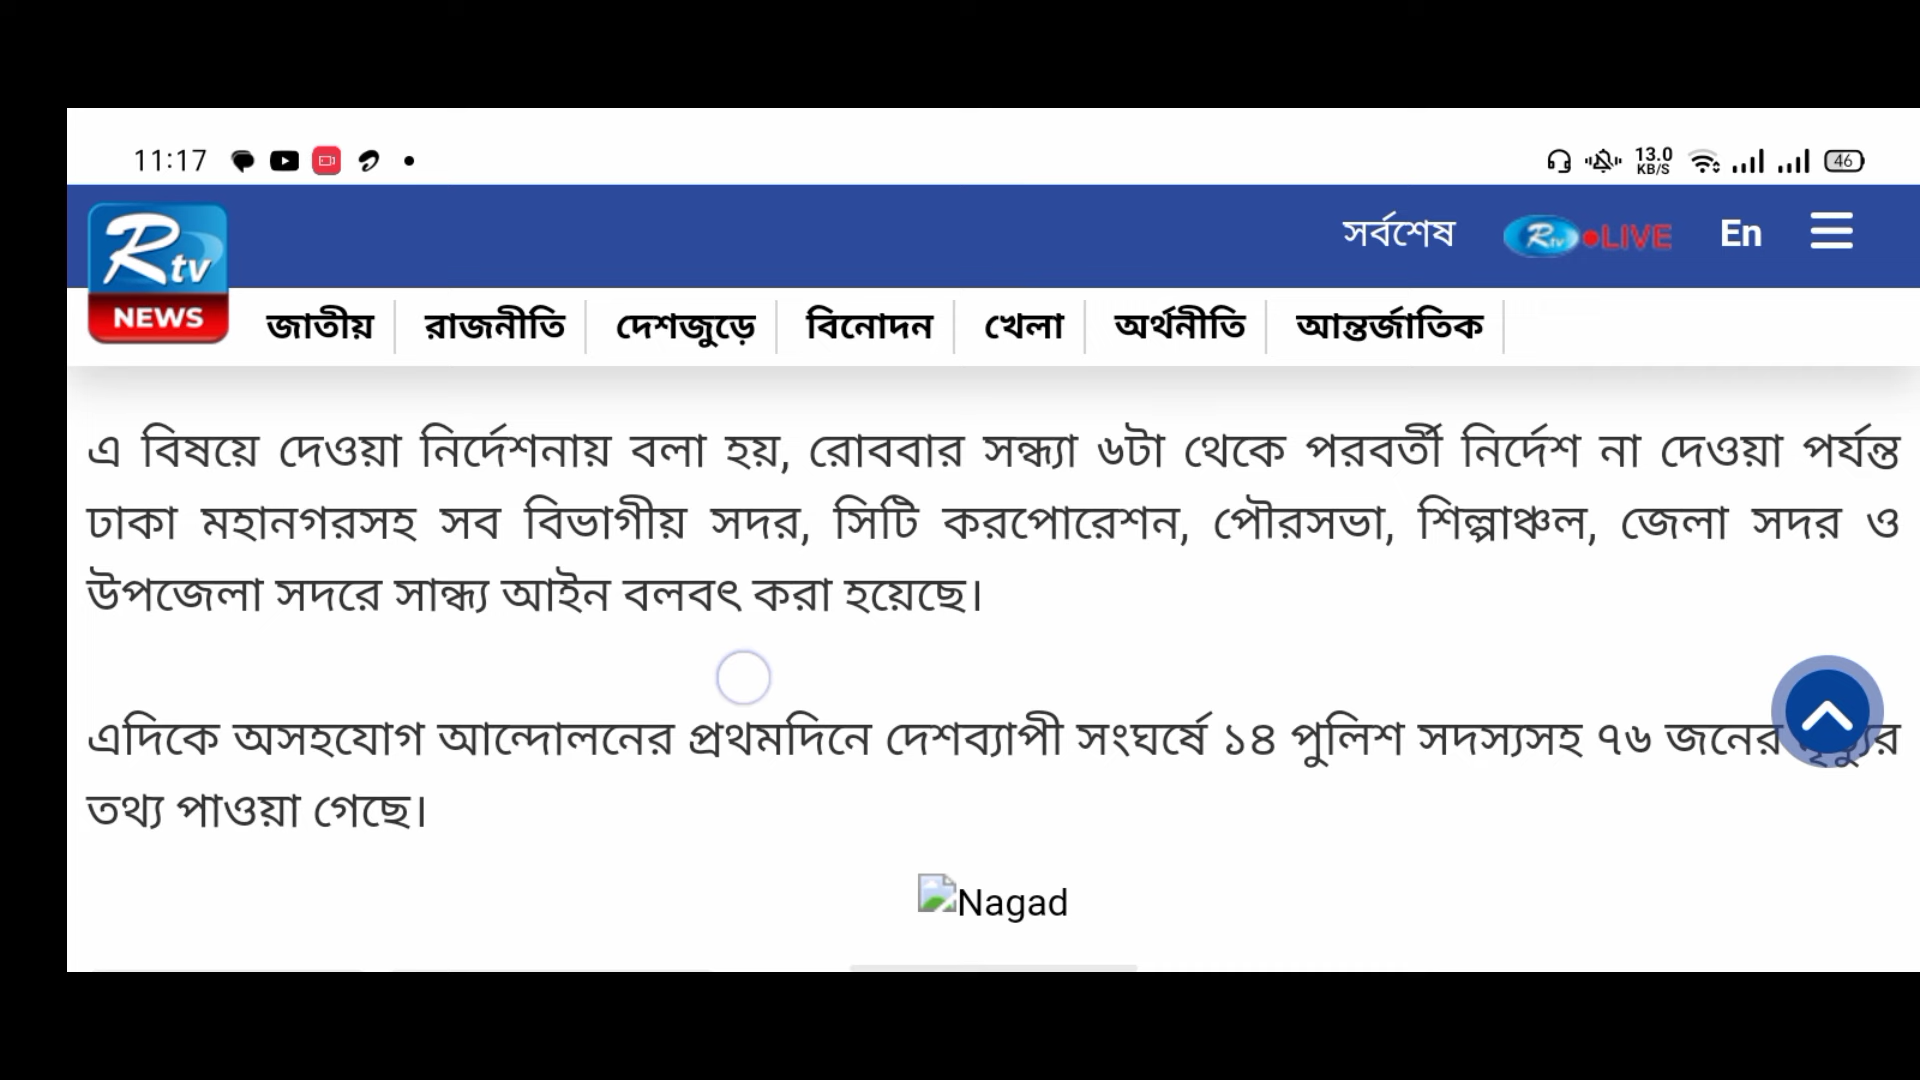 11:17
13.0
KB/S
46
সর্বশেষ
Rtv LIVE
En
Rtv
NEWS
জাতীয়
রাজনীতি
দেশজুড়ে
বিনোদন
খেলা
অর্থনীতি
আন্তর্জাতিক
এ বিষয়ে দেওয়া নির্দেশনায় বলা হয়, রোববার সন্ধ্যা ৬টা থেকে পরবর্তী নির্দেশ না দেওয়া পর্যন্ত
ঢাকা মহানগরসহ সব বিভাগীয় সদর, সিটি করপোরেশন, পৌরসভা, শিল্পাঞ্চল, জেলা সদর ও
উপজেলা সদরে সান্ধ্য আইন বলবৎ করা হয়েছে।
এদিকে অসহযোগ আন্দোলনের প্রথমদিনে দেশব্যাপী সংঘর্ষে ১৪ পুলিশ সদস্যসহ ৭৬ জনের
তথ্য পাওয়া গেছে।
Nagad